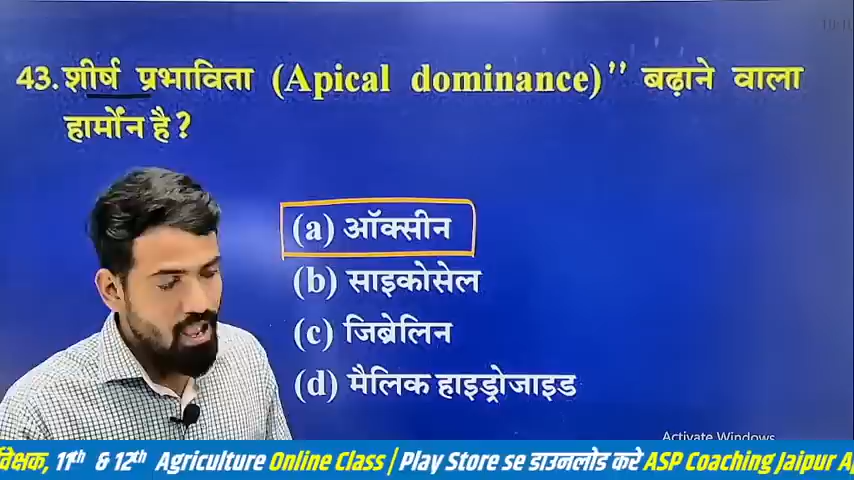 43. शीर्ष प्रभाविता (Apical dominance)" बढ़ाने वाला
हार्मोन है ?
(a) ऑक्सीन
(b) साइकोसेल
(c) जिब्रेलिन
(d) मैलिक हाइड्रोजाइड
Activate Windows
11th & 12th Agriculture Online Class | Play Store se डाउनलोड करे ASP Coaching Jaipur